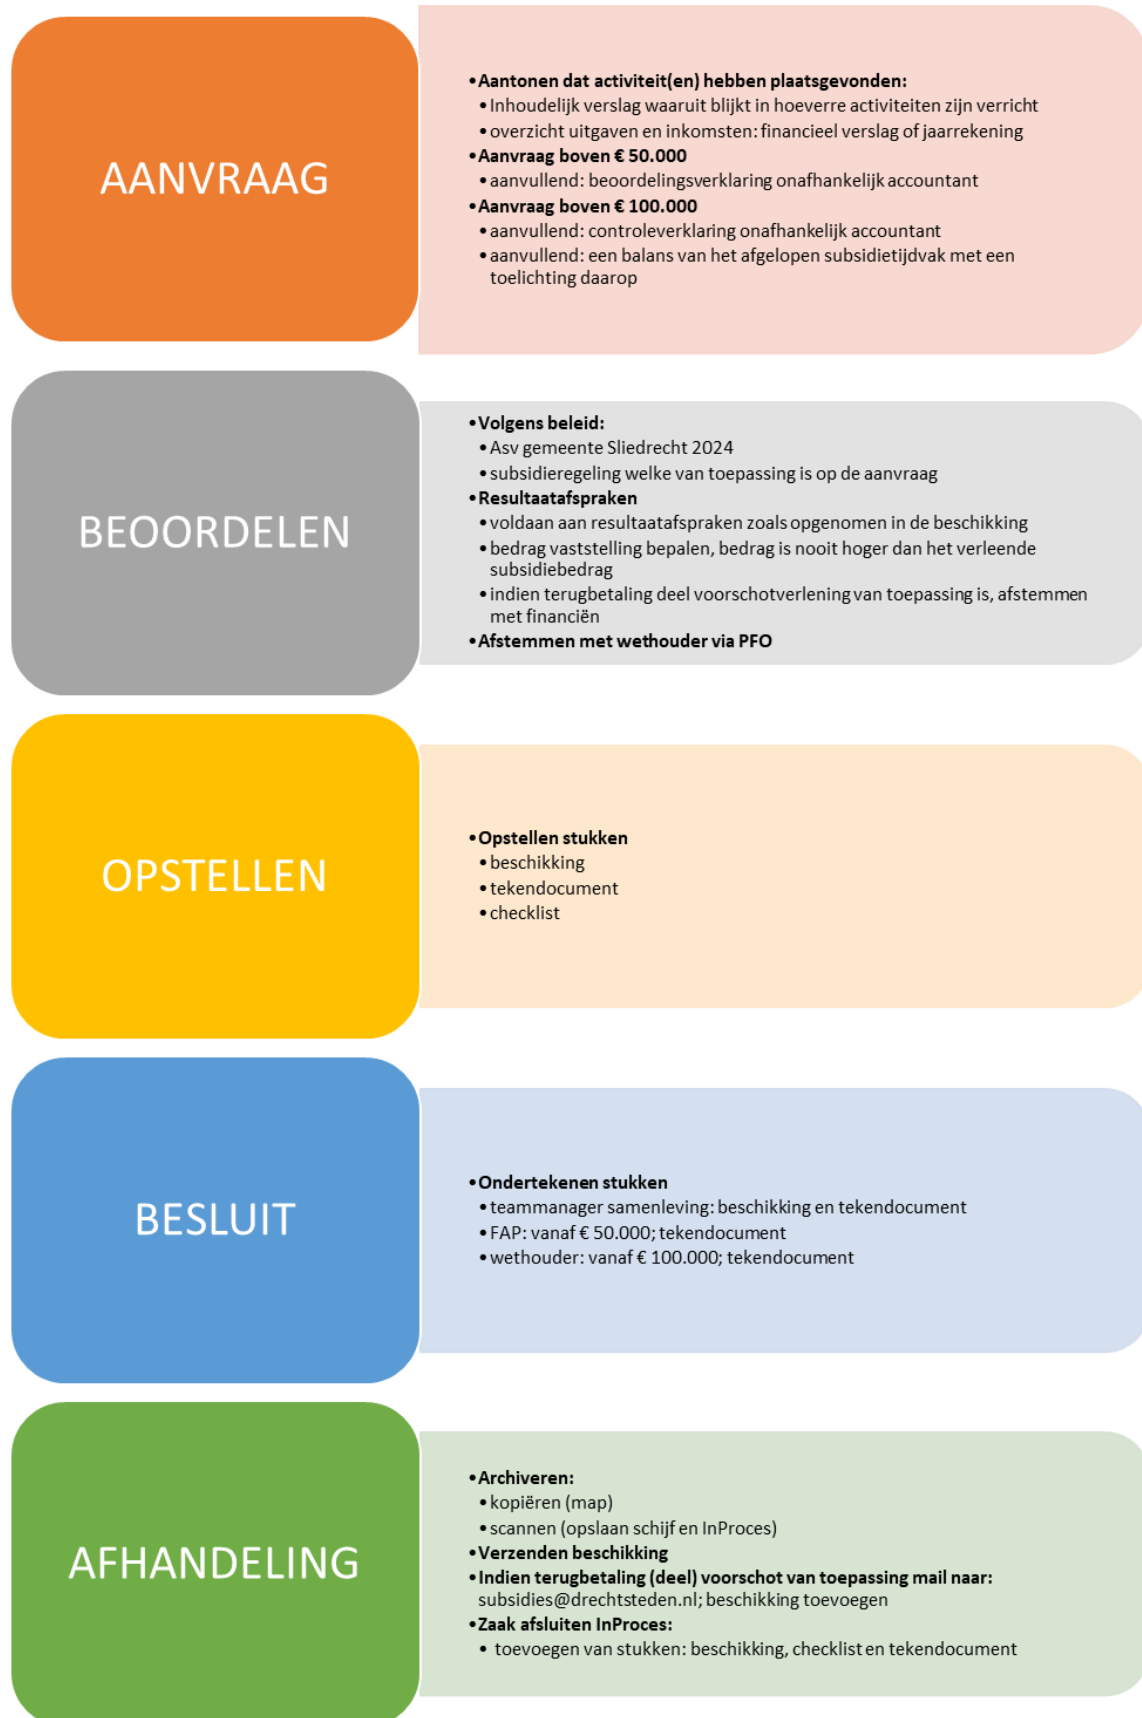 AANVRAAG
•Aantonen dat activiteit(en) hebben plaatsgevonden:
•Inhoudelijk verslag waaruit blijkt in hoeverre activiteiten zijn verricht
•overzicht uitgaven en inkomsten: financieel verslag of jaarrekening
•Aanvraag boven € 50.000
•aanvullend: beoordelingsverklaring onafhankelijk accountant
•Aanvraag boven € 100.000
•aanvullend: controleverklaring onafhankelijk accountant
•aanvullend: een balans van het afgelopen subsidietijdvak met een
toelichting daarop
BEOORDELEN
•Volgens beleid:
•Asv gemeente Sliedrecht 2024
•subsidieregeling welke van toepassing is op de aanvraag
•Resultaatafspraken
•voldaan aan resultaatafspraken zoals opgenomen in de beschikking
•bedrag vaststelling bepalen, bedrag is nooit hoger dan het verleende
subsidiebedrag
•indien terugbetaling deel voorschotverlening van toepassing is, afstemmen
met financiën
•Afstemmen met wethouder via PFO
OPSTELLEN
•Opstellen stukken
•beschikking
•tekendocument
•checklist
BESLUIT
•Ondertekenen stukken
•teammanager samenleving: beschikking en tekendocument
•FAP: vanaf € 50.000; tekendocument
•wethouder: vanaf € 100.000; tekendocument
AFHANDELING
•Archiveren:
•kopiëren (map)
•scannen (opslaan schijf en InProces)
•Verzenden beschikking
•Indien terugbetaling (deel) voorschot van toepassing mail naar:
subsidies@drechtsteden.nl; beschikking toevoegen
•Zaak afsluiten InProces:
• toevoegen van stukken: beschikking, checklist en tekendocument